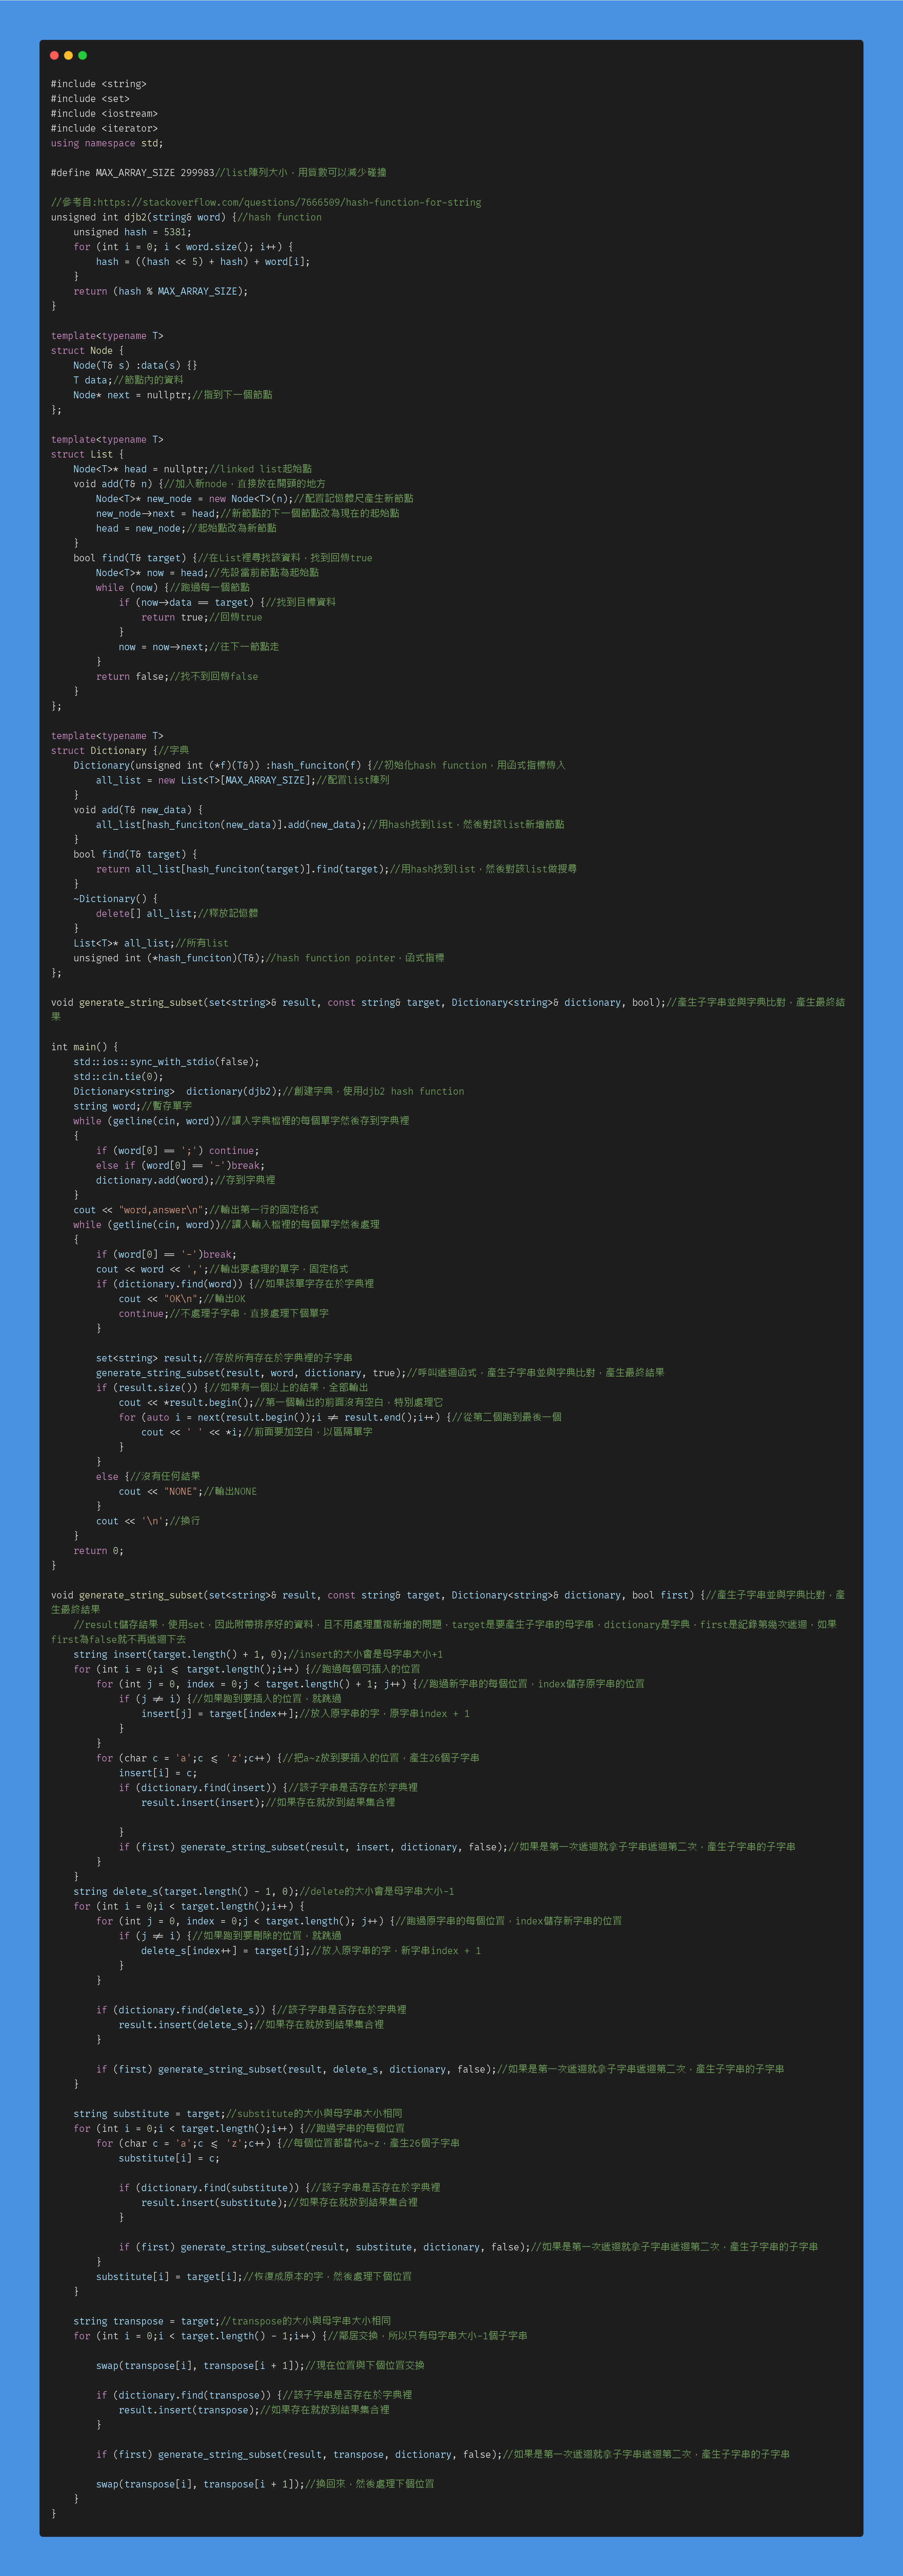 #include <string>
#include <set>
#include <iostream>
#include <iterator>
using namespace std;
#define MAX_ARRAY_SIZE 299983//list陣列大小，用質數可以減少碰撞
//參考自:https://stackoverflow.com/questions/7666509/hash-function-for-string
unsigned int djb2(string& word) {//hash function
    unsigned hash = 5381;
    for (int i = 0; i < word.size(); i++) {
        hash = ((hash << 5) + hash) + word[i];
    }
    return (hash % MAX_ARRAY_SIZE);
}
template<typename T>
struct Node {
    Node(T& s) :data(s) {}
    T data;//節點內的資料
    Node* next = nullptr;//指到下一個節點
};
template<typename T>
struct List {
    Node<T>* head = nullptr;//linked list起始點
    void add(T& n) {//加入新node，直接放在開頭的地方
        Node<T>* new_node = new Node<T>(n);//配置記憶體尺產生新節點
        new_node->next = head;//新節點的下一個節點改為現在的起始點
        head = new_node;//起始點改為新節點
    }
    bool find(T& target) {//在List裡尋找該資料，找到回傳true
        Node<T>* now = head;//先設當前節點為起始點
        while (now) {//跑過每一個節點
            if (now->data == target) {//找到目標資料
                return true;//回傳true
            }
            now = now->next;//往下一節點走
        }
        return false;//找不到回傳false
    }
};
template<typename T>
struct Dictionary {//字典
    Dictionary(unsigned int (*f)(T&)) :hash_funciton(f) {//初始化hash function，用函式指標傳入
        all_list = new List<T>[MAX_ARRAY_SIZE];//配置list陣列
    }
    void add(T& new_data) {
        all_list[hash_funciton(new_data)].add(new_data);//用hash找到list，然後對該list新增節點
    }
    bool find(T& target) {
        return all_list[hash_funciton(target)].find(target);//用hash找到list，然後對該list做搜尋
    }
    ~Dictionary() {
        delete[] all_list;//釋放記憶體
    }
    List<T>* all_list;//所有list
    unsigned int (*hash_funciton)(T&);//hash function pointer，函式指標
};
void generate_string_subset(set<string>& result, const string& target, Dictionary<string>& dictionary, bool);//產生子字串並與字典比對，產生最終結
果
int main() {
    std::ios::sync_with_stdio(false);
    std::cin.tie(0);
    Dictionary<string>  dictionary(djb2);//創建字典，使用djb2 hash function
    string word;//暫存單字
    while (getline(cin, word))//讀入字典檔裡的每個單字然後存到字典裡
    {
        if (word[0] == ';') continue;
        else if (word[0] == '-')break;
        dictionary.add(word);//存到字典裡
    }
    cout << "word,answer\n";//輸出第一行的固定格式
    while (getline(cin, word))//讀入輸入檔裡的每個單字然後處理
    {
        if (word[0] == '-')break;
        cout << word << ',';//輸出要處理的單字，固定格式
        if (dictionary.find(word)) {//如果該單字存在於字典裡
            cout << "OK\n";//輸出OK
            continue;//不處理子字串，直接處理下個單字
        }
        set<string> result;//存放所有存在於字典裡的子字串
        generate_string_subset(result, word, dictionary, true);//呼叫遞迴函式，產生子字串並與字典比對，產生最終結果
        if (result.size()) {//如果有一個以上的結果，全部輸出
            cout << *result.begin();//第一個輸出的前面沒有空白，特別處理它
            for (auto i = next(result.begin());i != result.end();i++) {//從第二個跑到最後一個
                cout << ' ' << *i;//前面要加空白，以區隔單字
            }
        }
        else {//沒有任何結果
            cout << "NONE";//輸出NONE
        }
        cout << '\n';//換行
    }
    return 0;
}
void generate_string_subset(set<string>& result, const string& target, Dictionary<string>& dictionary, bool first) {//產生子字串並與字典比對，產
生最終結果
    //result儲存結果，使用set，因此附帶排序好的資料，且不用處理重複新增的問題，target是要產生子字串的母字串，dictionary是字典，first是紀錄第幾次遞迴，如果
first為false就不再遞迴下去
    string insert(target.length() + 1, 0);//insert的大小會是母字串大小+1
    for (int i = 0;i <= target.length();i++) {//跑過每個可插入的位置
        for (int j = 0, index = 0;j < target.length() + 1; j++) {//跑過新字串的每個位置，index儲存原字串的位置
            if (j != i) {//如果跑到要插入的位置，就跳過
                insert[j] = target[index++];//放入原字串的字，原字串index + 1
            }
        }
        for (char c = 'a';c <= 'z';c++) {//把a~z放到要插入的位置，產生26個子字串
            insert[i] = c;
            if (dictionary.find(insert)) {//該子字串是否存在於字典裡
                result.insert(insert);//如果存在就放到結果集合裡
            }
            if (first) generate_string_subset(result, insert, dictionary, false);//如果是第一次遞迴就拿子字串遞迴第二次，產生子字串的子字串
        }
    }
    string delete_s(target.length() - 1, 0);//delete的大小會是母字串大小-1
    for (int i = 0;i < target.length();i++) {
        for (int j = 0, index = 0;j < target.length(); j++) {//跑過原字串的每個位置，index儲存新字串的位置
            if (j != i) {//如果跑到要刪除的位置，就跳過
                delete_s[index++] = target[j];//放入原字串的字，新字串index + 1
            }
        }
        if (dictionary.find(delete_s)) {//該子字串是否存在於字典裡
            result.insert(delete_s);//如果存在就放到結果集合裡
        }
        if (first) generate_string_subset(result, delete_s, dictionary, false);//如果是第一次遞迴就拿子字串遞迴第二次，產生子字串的子字串
    }
    string substitute = target;//substitute的大小與母字串大小相同
    for (int i = 0;i < target.length();i++) {//跑過字串的每個位置
        for (char c = 'a';c <= 'z';c++) {//每個位置都替代a~z，產生26個子字串
            substitute[i] = c;
            if (dictionary.find(substitute)) {//該子字串是否存在於字典裡
                result.insert(substitute);//如果存在就放到結果集合裡
            }
            if (first) generate_string_subset(result, substitute, dictionary, false);//如果是第一次遞迴就拿子字串遞迴第二次，產生子字串的子字串
        }
        substitute[i] = target[i];//恢復成原本的字，然後處理下個位置
    }
    string transpose = target;//transpose的大小與母字串大小相同
    for (int i = 0;i < target.length() - 1;i++) {//鄰居交換，所以只有母字串大小-1個子字串
        swap(transpose[i], transpose[i + 1]);//現在位置與下個位置交換
        if (dictionary.find(transpose)) {//該子字串是否存在於字典裡
            result.insert(transpose);//如果存在就放到結果集合裡
        }
        if (first) generate_string_subset(result, transpose, dictionary, false);//如果是第一次遞迴就拿子字串遞迴第二次，產生子字串的子字串
        swap(transpose[i], transpose[i + 1]);//換回來，然後處理下個位置
    }
}